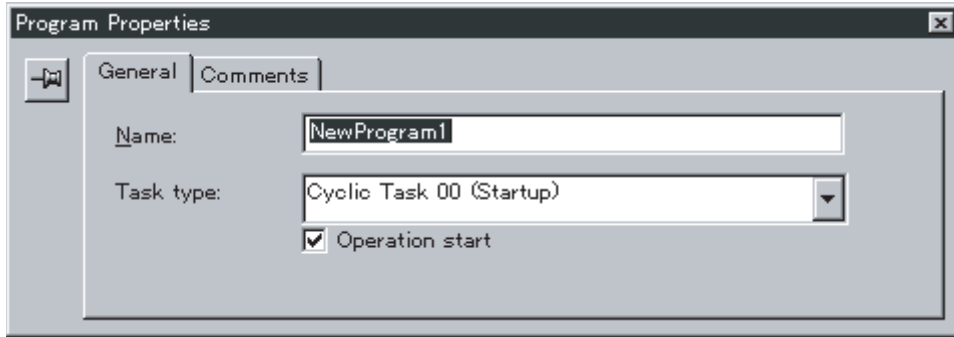 Program Properties
General Comments
Name: NewProgram1
Task type: Cyclic Task 00 (Startup)
Operation start